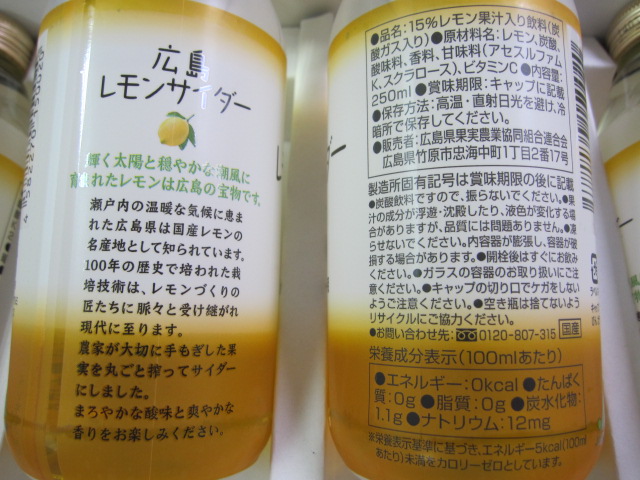 広島
レモンサイダー
輝く太陽と穏やかな潮風に
育まれたレモンは広島の宝物です。
瀬戸内の温暖な気候に恵ま
れた広島県は国産レモンの
名産地として知られています。
100年の歴史で培われた栽
培技術は、レモンづくりの
匠たちに脈々と受け継がれ
現代に至ります。
農家が大切に手もぎした果
実を丸ごと搾ってサイダー
にしました。
まろやかな酸味と爽やかな
香りをお楽しみください。
●品名:15%レモン果汁入り飲料(炭
酸ガス入り)●原材料名:レモン、炭酸、
酸味料、香料、甘味料(アセスルファム
K、スクラロース)、ビタミンC●内容量:
250ml●賞味期限:キャップに記載
●保存方法:高温・直射日光を避け、冷
暗所で保存してください。
●販売者:広島県果実農業協同組合連合会
広島県竹原市忠海中町1丁目2番17号
製造所固有記号は賞味期限の後に記載
●炭酸飲料ですので、振らないでください。●果
汁の成分が浮遊・沈殿したり、液色が変化する場
合がありますが、品質には問題ありません。●凍
らせないでください。内容器が膨張し、容器が破
損する場合があります。●開栓後はすぐにお飲み
ください。●ガラスの容器のお取り扱いにご注
意ください。●キャップの切り口でケガをしない
ようご注意ください。●空き瓶は捨てないよう
リサイクルにご協力ください。
●お問い合わせ先:0120-807-315 国産
栄養成分表示(100mlあたり)
●エネルギー:0kcal●たんぱく
質:0g●脂質:0g●炭水化物:
1.1g●ナトリウム:12mg
※栄養表示基準に基づき、エネルギー5kcal(100ml
あたり)未満をカロリーゼロとしています。